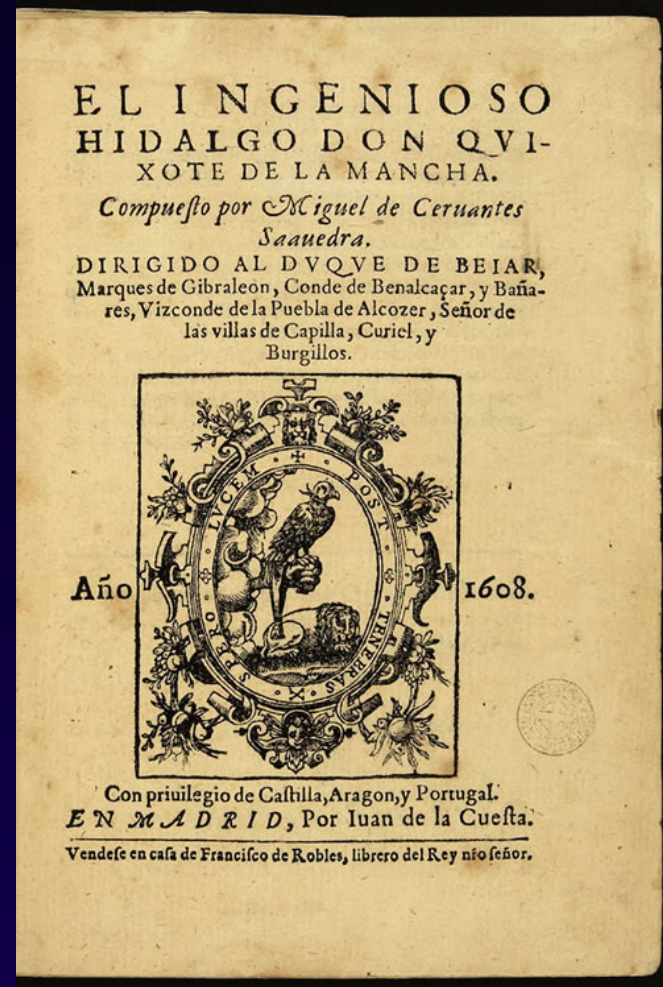 EL INGENIOSO
HIDALGO DON QVI-
XOTE DE LA MANCHA.
Compueſto por Miguel de Ceruantes
Saauedra.
DIRIGIDO AL DVQVE DE BEIAR,
Marques de Gibraleon, Conde de Benalcaçar, y Baña-
res, Vizconde de la Puebla de Alcozer, Señor de
las villas de Capilla, Curiel, y
Burgillos.
SPERO LVCEM POST TENEBRAS
Año 1608.
Con priuilegio de Caſtilla, Aragon, y Portugal.
EN MADRID, Por Iuan de la Cueſta.
Vendeſe en caſa de Franciſco de Robles, librero del Rey nr̃o ſeñor.